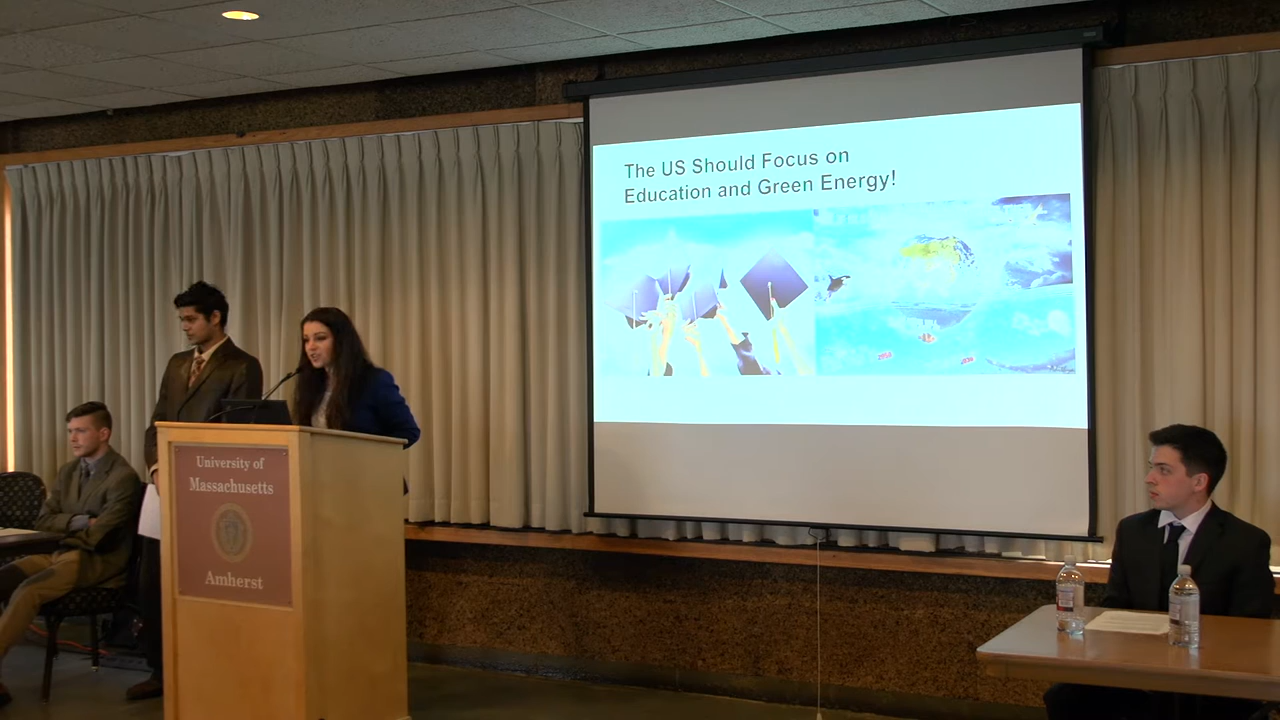 The US Should Focus on
Education and Green Energy!
University of
Massachusetts
Amherst